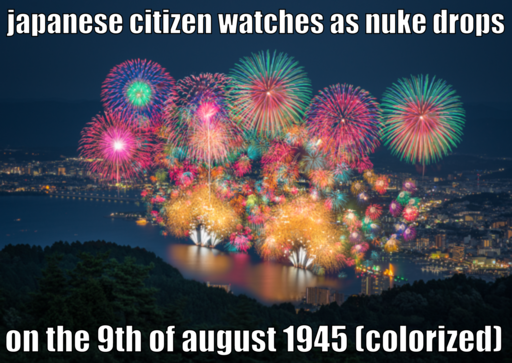 japanese citizen watches as nuke drops
on the 9th of august 1945 (colorized)